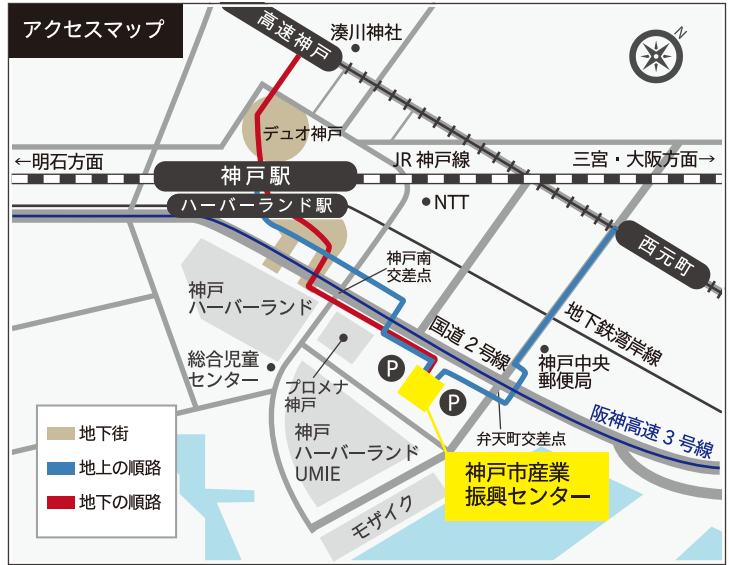 アクセスマップ
高速神戸
湊川神社
N
デュオ神戸
←明石方面
神戸駅
JR 神戸線
三宮・大阪方面→
ハーバーランド駅
NTT
西元町
神戸南
交差点
神戸
ハーバーランド
国道2号線
地下鉄湾岸線
神戸中央
郵便局
総合児童
センター
プロメナ
神戸
P
P
阪神高速3号線
弁天町交差点
神戸
ハーバーランド
UMIE
モザイク
神戸市産業
振興センター
地下街
地上の順路
地下の順路